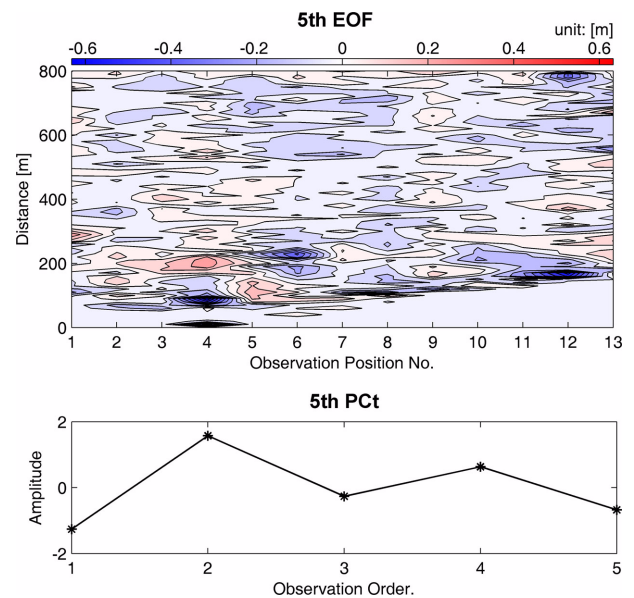 5th EOF
unit: [m]
-0.6 -0.4 -0.2 0 0.2 0.4 0.6
800
600
400
200
0
Distance [m]
1 2 3 4 5 6 7 8 9 10 11 12 13
Observation Position No.
5th PCt
2
0
-2
Amplitude
1 2 3 4 5
Observation Order.